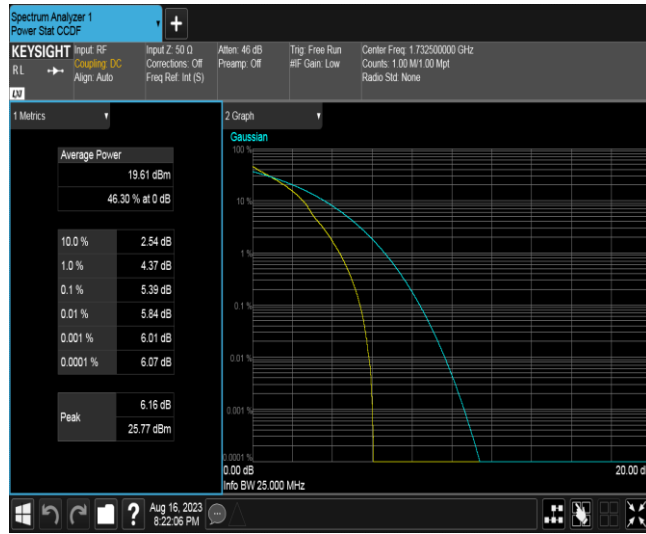 Spectrum Analyzer 1
Power Stat CCDF
+
KEYSIGHT
RL
LXI
Input: RF
Coupling: DC
Align: Auto
Input Z: 50 Ω
Corrections: Off
Freq Ref: Int (S)
Atten: 46 dB
Preamp: Off
Trig: Free Run
#IF Gain: Low
Center Freq: 1.732500000 GHz
Counts: 1.00 M/1.00 Mpt
Radio Std: None
1 Metrics
Average Power
19.61 dBm
46.30 % at 0 dB
10.0 % 2.54 dB
1.0 % 4.37 dB
0.1 % 5.39 dB
0.01 % 5.84 dB
0.001 % 6.01 dB
0.0001 % 6.07 dB
Peak
6.16 dB
25.77 dBm
2 Graph
Gaussian
100 %
10 %
1 %
0.1 %
0.01 %
0.001 %
0.0001 %
0.00 dB
20.00 d
Info BW 25.000 MHz
?
Aug 16, 2023
8:22:06 PM